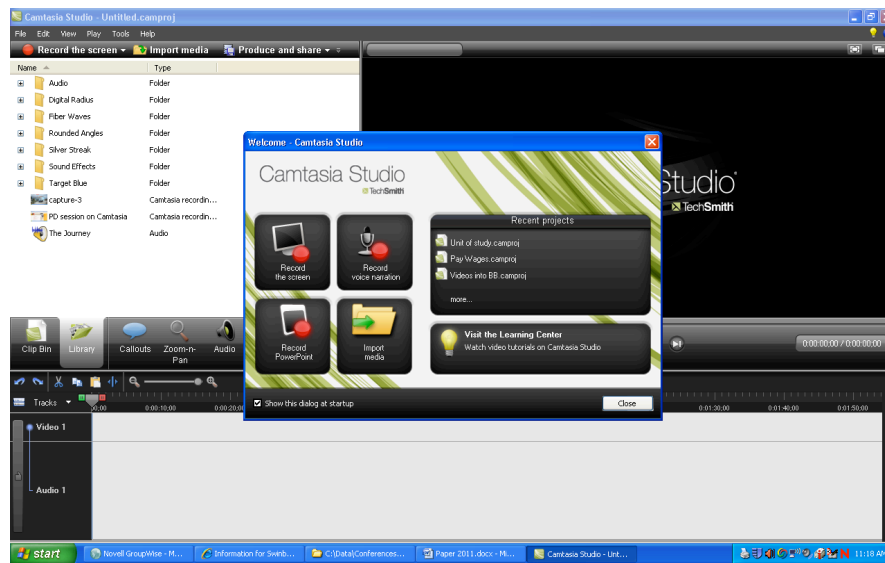 Camtasia Studio - Untitled.camproj
File Edit View Play Tools Help
Record the screen Import media Produce and share
Name Type
Audio Folder
Digital Radius Folder
Fiber Waves Folder
Rounded Angles Folder
Silver Streak Folder
Sound Effects Folder
Target Blue Folder
capture-3 Camtasia recordin...
PD session on Camtasia Camtasia recordin...
The Journey Audio
Studio
TechSmith
Welcome - Camtasia Studio
Camtasia Studio
TechSmith
Record the screen
Record voice narration
Record PowerPoint
Import media
Recent projects
Unit of study.camproj
Pay Wages.camproj
Videos into BB.camproj
more...
Visit the Learning Center
Watch video tutorials on Camtasia Studio
Show this dialog at startup
Close
Clip Bin Library Callouts Zoom-n-Pan Audio
0:00:00;00 / 0:00:00;00
Tracks
0:00:10;00 0:01:30;00 0:01:40;00 0:01:50;00
Video 1
Audio 1
start Novell GroupWise - M... Information for Swinb... C:\Data\Conferences... Paper 2011.docx - Mi... Camtasia Studio - Unt... 11:18 AM